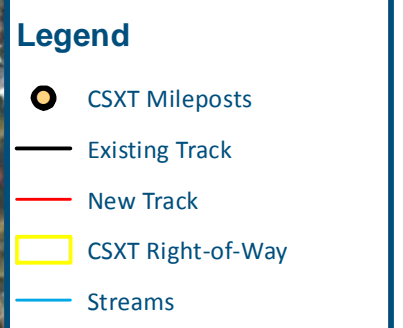 Legend
CSXT Mileposts
Existing Track
New Track
CSXT Right-of-Way
Streams